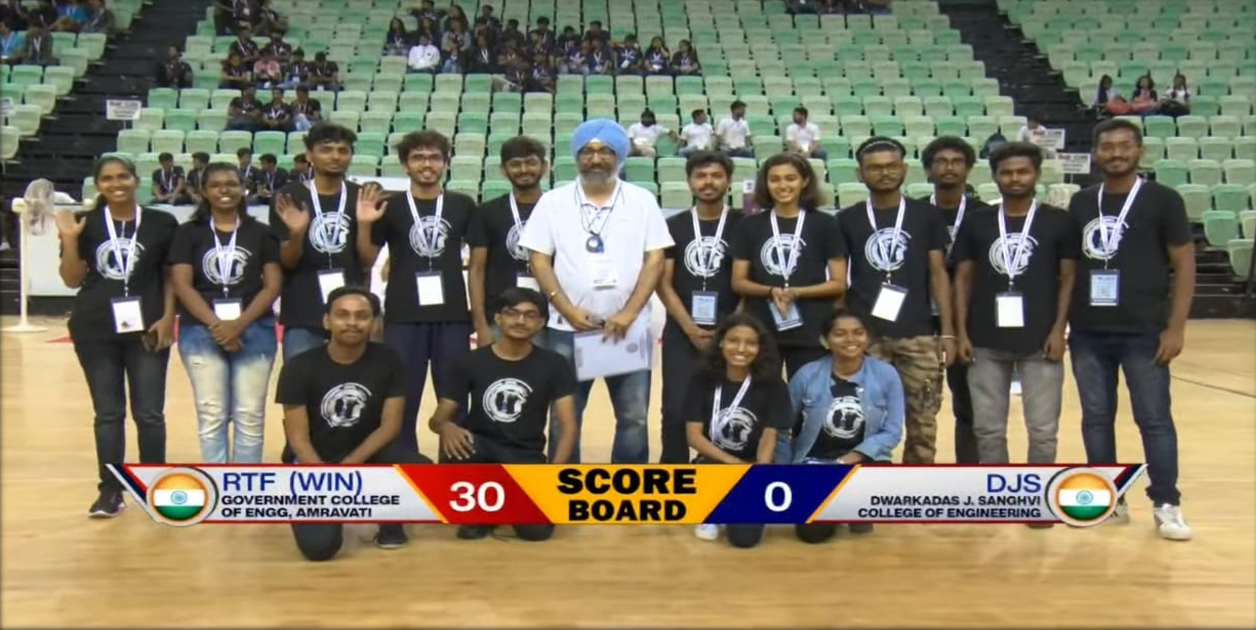 RTF (WIN)
GOVERNMENT COLLEGE
OF ENGG, AMRAVATI
30
SCORE
BOARD
0
DJS
DWARKADAS J. SANGHVI
COLLEGE OF ENGINEERING